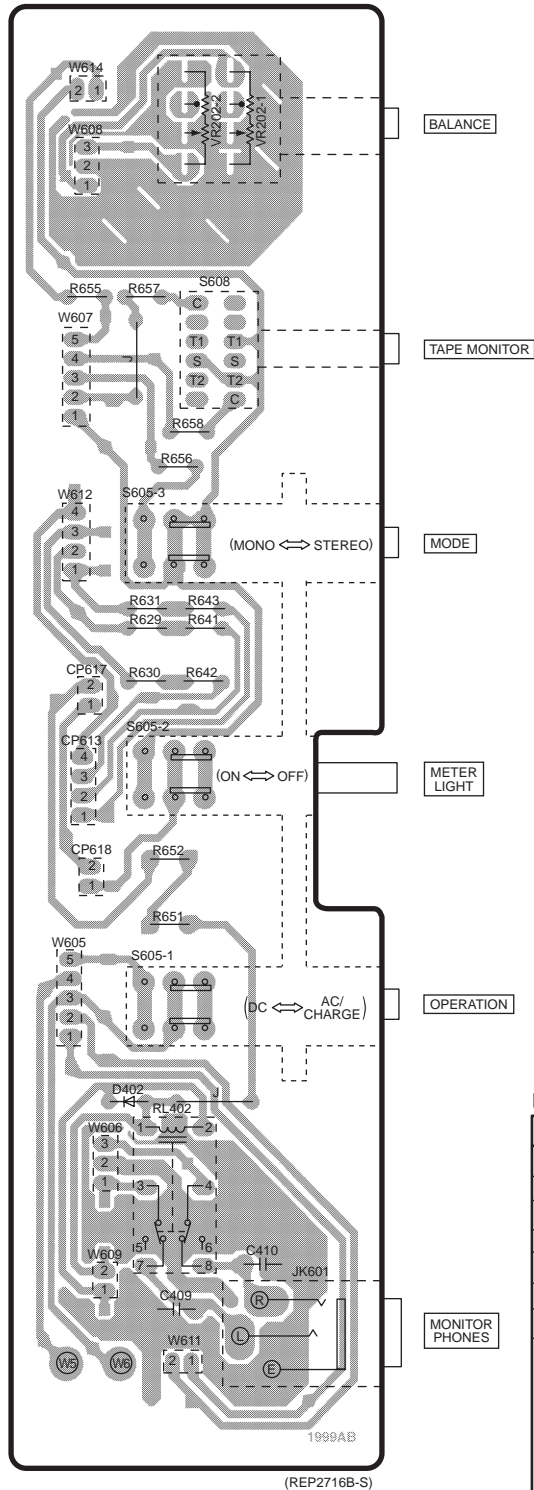 W614
2 1
VR202-2
VR202-1
W608
3
2
1
BALANCE
R655
R657
S608
C
W607
5
T1 T1
TAPE MONITOR
4
J
S S
3
T2 T2
2
C
1
R658
R656
W612
S605-3
4
3
(MONO ⇔ STEREO)
MODE
2
1
R631
R643
R629
R641
CP617
R630
R642
2
1
S605-2
CP613
4
3
(ON ⇔ OFF)
METER
LIGHT
2
1
CP618
R652
2
1
R651
W605
S605-1
5
4
3
(DC ⇔ AC/
CHARGE)
OPERATION
2
1
D402
J
RL402
W606
1 2
3
2
1
3 4
5 6
7 8
C410
W609
2
1
JK601
R
C409
MONITOR
PHONES
L
W611
W5
W6
2 1
E
1999AB
(REP2716B-S)